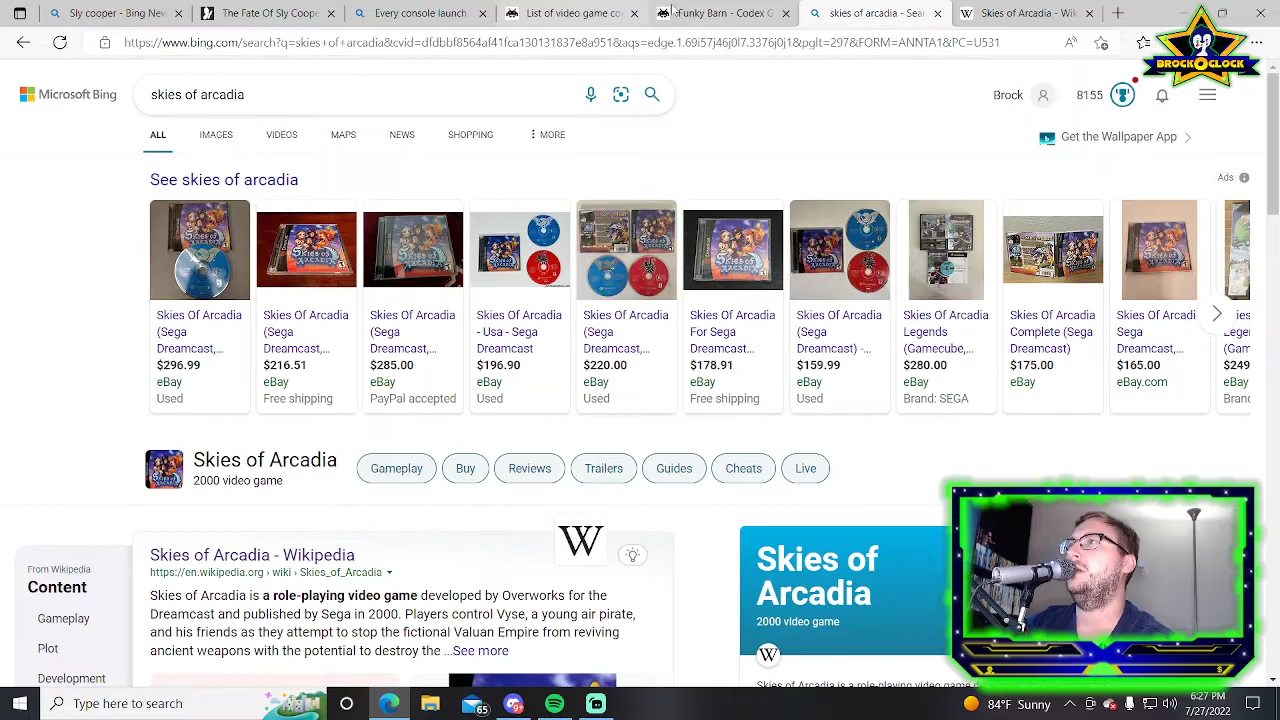 Sly cooper - Bing Nev
The Fate Of Sly Coope
Every console launch
List of video game co
Funky Barn - Codex G
skies of arcadia - Sea
Skies of Arcadia - Wik
BROCKOCLOCK
Microsoft Bing
skies of arcadia
Brock
8155
ALL
IMAGES
VIDEOS
MAPS
NEWS
SHOPPING
MORE
Get the Wallpaper App
See skies of arcadia
Ads
Skies Of Arcadia (Sega Dreamcast,...
$296.99
eBay
Used
Skies Of Arcadia (Sega Dreamcast,...
$216.51
eBay
Free shipping
Skies Of Arcadia (Sega Dreamcast,...
$285.00
eBay
PayPal accepted
Skies Of Arcadia - Usa - Sega Dreamcast
$196.90
eBay
Used
Skies Of Arcadia (Sega Dreamcast,...
$220.00
eBay
Used
Skies Of Arcadia For Sega Dreamcast...
$178.91
eBay
Free shipping
Skies Of Arcadia (Sega Dreamcast) -...
$159.99
eBay
Used
Skies Of Arcadia Legends (Gamecube,...
$280.00
eBay
Brand: SEGA
Skies Of Arcadia Complete (Sega Dreamcast)
$175.00
eBay
Skies Of Arcadia Sega Dreamcast,...
$165.00
eBay.com
$249
eBay
Skies of Arcadia
2000 video game
Gameplay
Buy
Reviews
Trailers
Guides
Cheats
Live
From Wikipedia
Content
Gameplay
Plot
Development
Skies of Arcadia - Wikipedia
https://en.wikipedia.org › wiki › Skies_of_Arcadia
Skies of Arcadia is a role-playing video game developed by Overworks for the
Dreamcast and published by Sega in 2000. Players control Vyse, a young air pirate,
and his friends as they attempt to stop the fictional Valuan Empire from reviving
ancient weapons with the potential to destroy the ...See more
W
Skies of
Arcadia
2000 video game
W
Type here to search
65
84°F Sunny
6:27 PM
7/27/2022